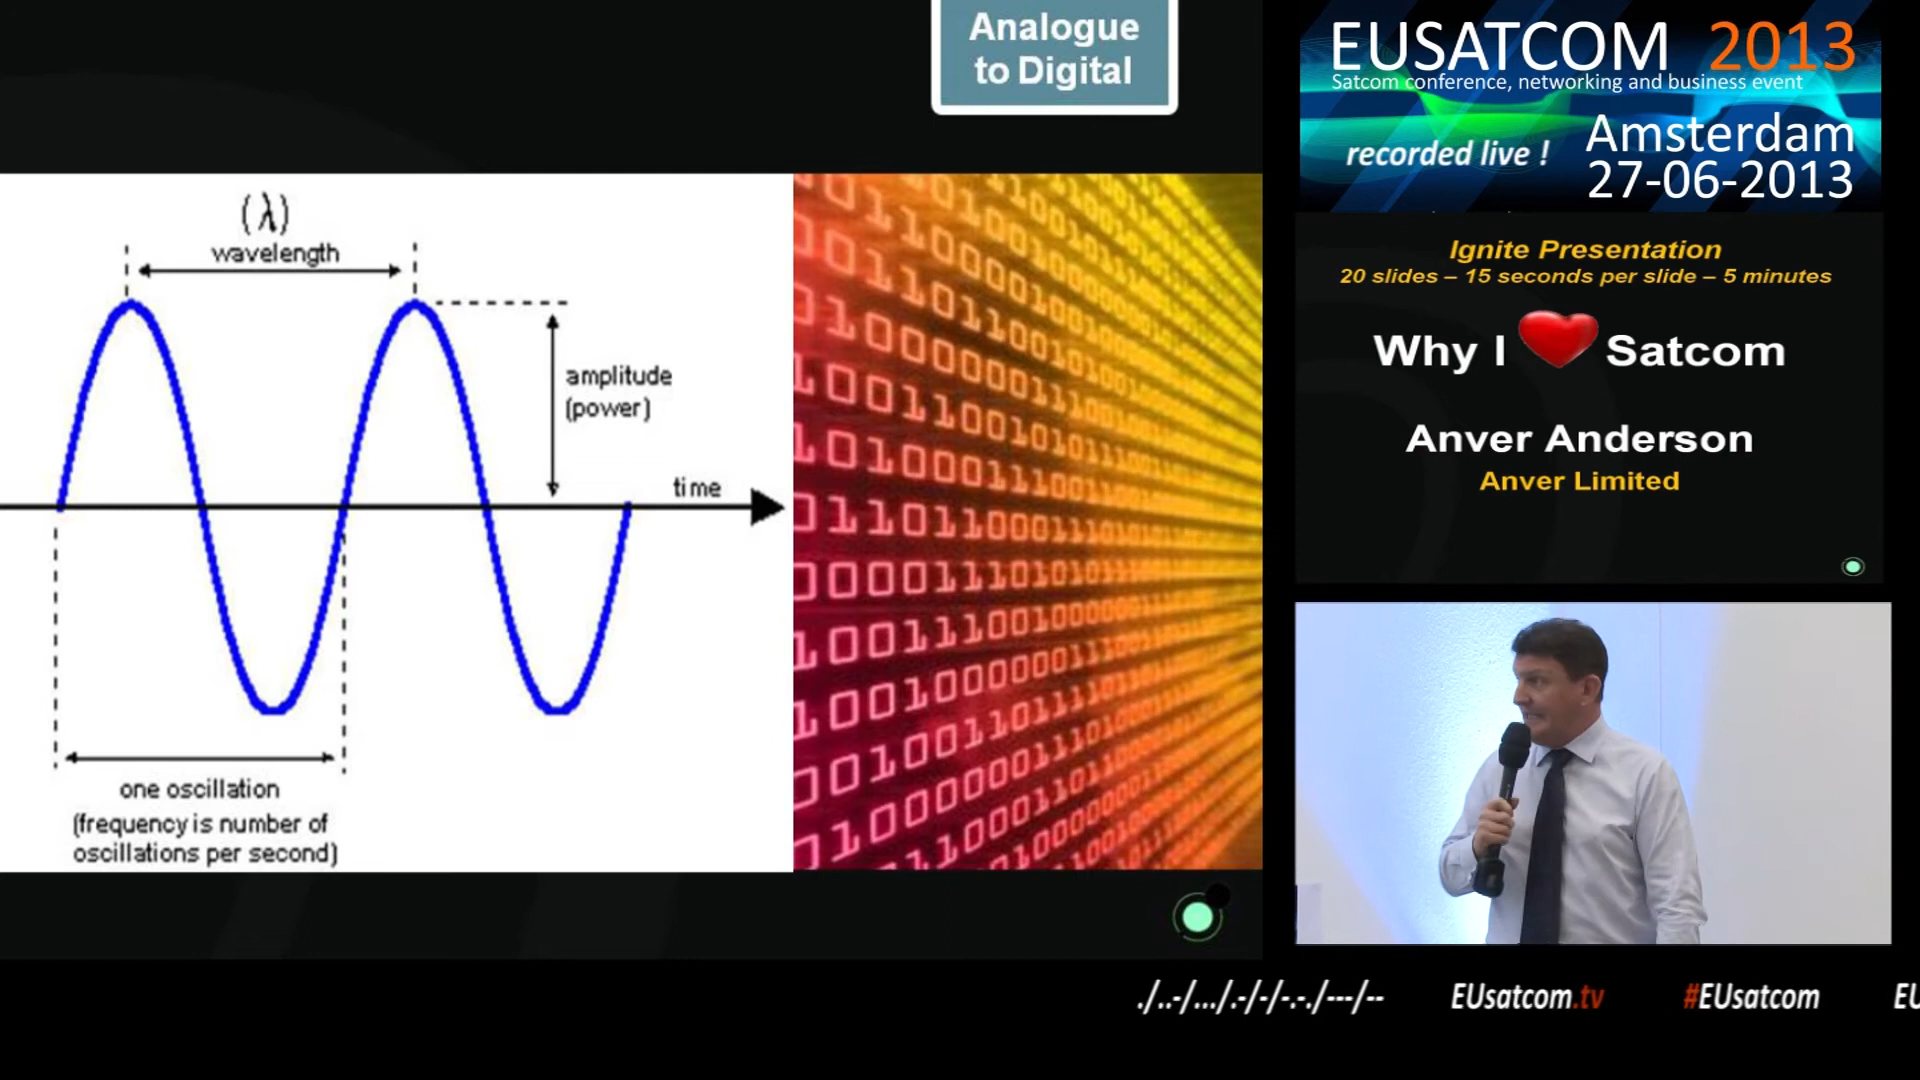 Analogue
to Digital
(λ)
wavelength
amplitude
(power)
time
one oscillation
(frequency is number of
oscillations per second)
EUSATCOM 2013
Satcom conference, networking and business event
recorded live !
Amsterdam
27-06-2013
Ignite Presentation
20 slides – 15 seconds per slide – 5 minutes
Why I Satcom
Anver Anderson
Anver Limited
./..-/.../.-/-/-.-./---/--
EUsatcom.tv
#EUsatcom
EU